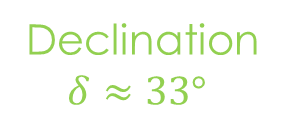 Declination
𝛿 ≈ 33°